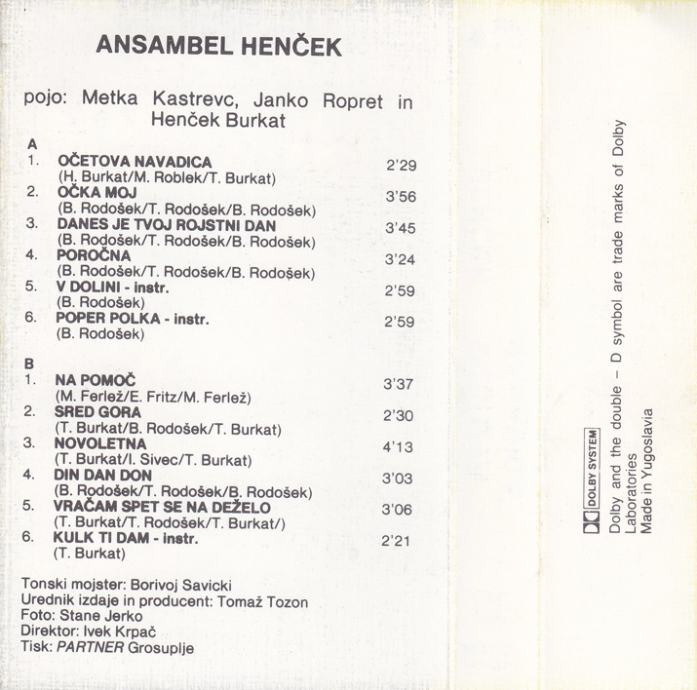 ANSAMBEL HENČEK
pojo: Metka Kastrevc, Janko Ropret in
Henček Burkat
A
1. OČETOVA NAVADICA 2'29
(H. Burkat/M. Roblek/T. Burkat)
2. OČKA MOJ 3'56
(B. Rodošek/T. Rodošek/B. Rodošek)
3. DANES JE TVOJ ROJSTNI DAN 3'45
(B. Rodošek/T. Rodošek/B. Rodošek)
4. POROČNA 3'24
(B. Rodošek/T. Rodošek/B. Rodošek)
5. V DOLINI - instr. 2'59
(B. Rodošek)
6. POPER POLKA - instr. 2'59
(B. Rodošek)
B
1. NA POMOČ 3'37
(M. Ferlež/E. Fritz/M. Ferlež)
2. SRED GORA 2'30
(T. Burkat/B. Rodošek/T. Burkat)
3. NOVOLETNA 4'13
(T. Burkat/I. Sivec/T. Burkat)
4. DIN DAN DON 3'03
(B. Rodošek/T. Rodošek/B. Rodošek)
5. VRAČAM SPET SE NA DEŽELO 3'06
(T. Burkat/T. Rodošek/T. Burkat/)
6. KULK TI DAM - instr. 2'21
(T. Burkat)
Tonski mojster: Borivoj Savicki
Urednik izdaje in producent: Tomaž Tozon
Foto: Stane Jerko
Direktor: Ivek Krpač
Tisk: PARTNER Grosuplje
DOLBY SYSTEM
Dolby and the double – D symbol are trade marks of Dolby
Laboratories
Made in Yugoslavia